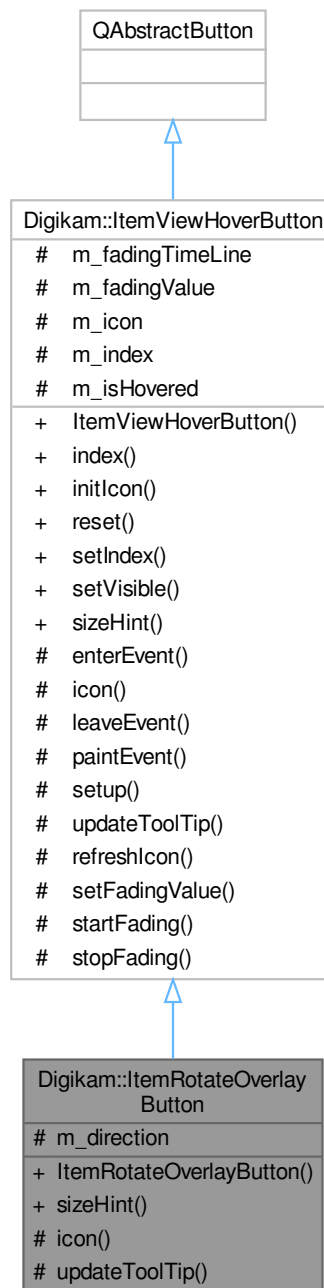 QAbstractButton
Digikam::ItemViewHoverButton
# m_fadingTimeLine
# m_fadingValue
# m_icon
# m_index
# m_isHovered
+ ItemViewHoverButton()
+ index()
+ initIcon()
+ reset()
+ setIndex()
+ setVisible()
+ sizeHint()
# enterEvent()
# icon()
# leaveEvent()
# paintEvent()
# setup()
# updateToolTip()
# refreshIcon()
# setFadingValue()
# startFading()
# stopFading()
Digikam::ItemRotateOverlay
Button
# m_direction
+ ItemRotateOverlayButton()
+ sizeHint()
# icon()
# updateToolTip()